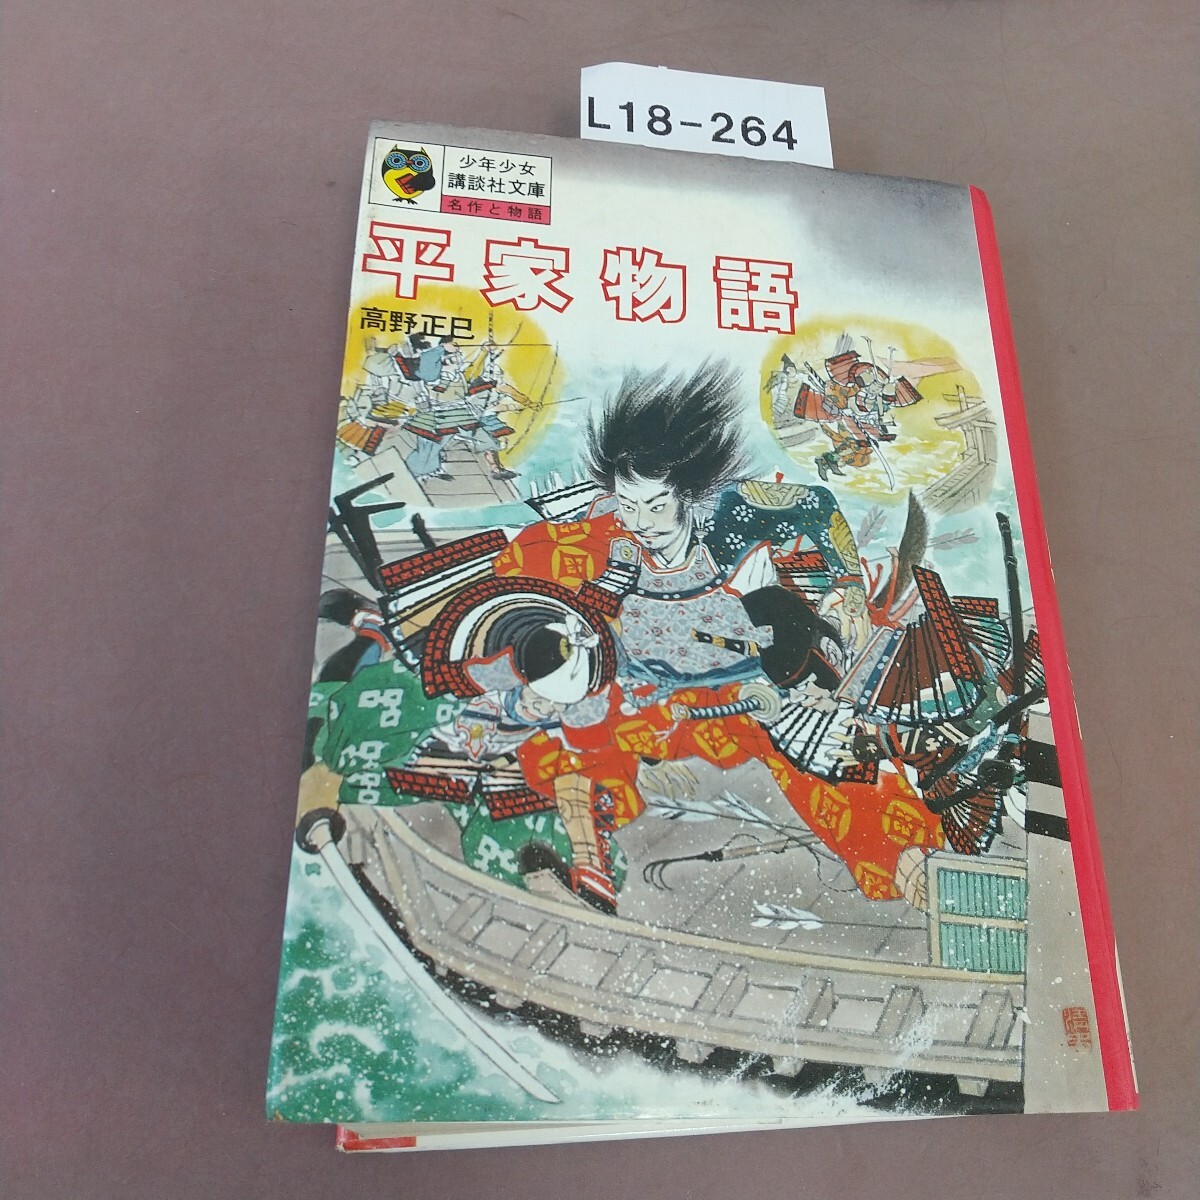 L18-264
少年少女
講談社文庫
名作と物語
平家物語
高野正巳